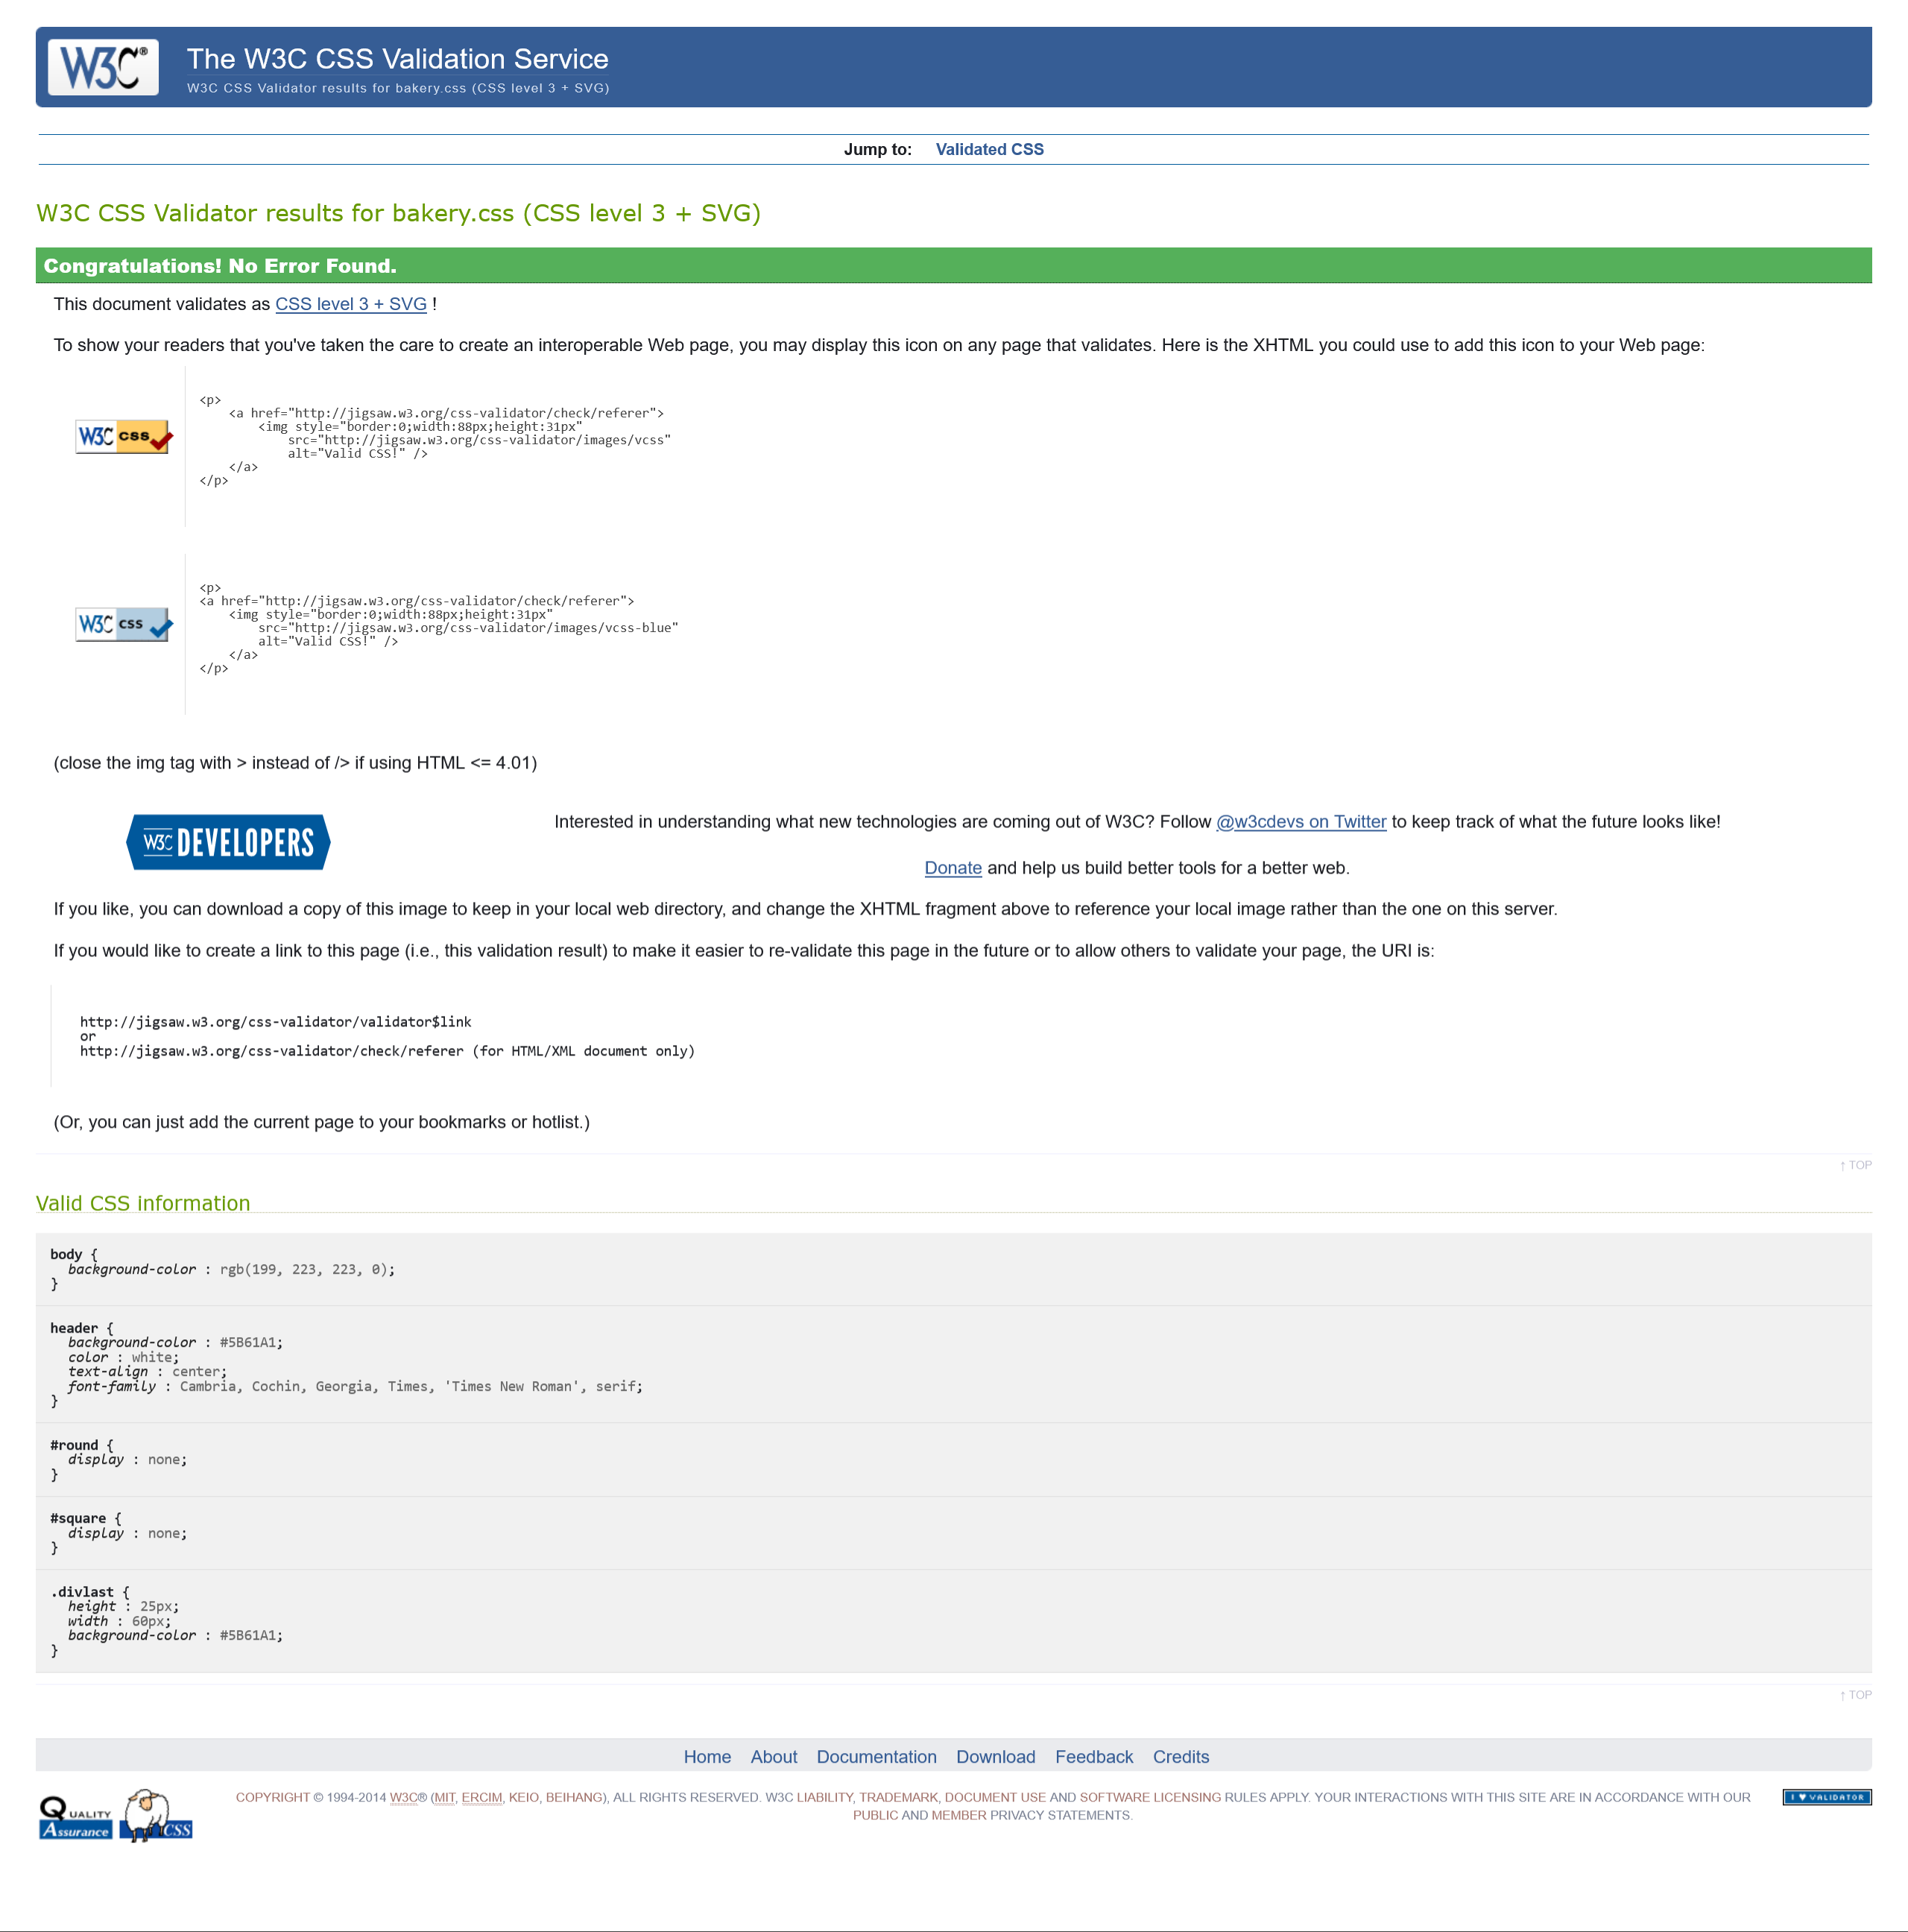 W3C®
The W3C CSS Validation Service
W3C CSS Validator results for bakery.css (CSS level 3 + SVG)
Jump to: Validated CSS
W3C CSS Validator results for bakery.css (CSS level 3 + SVG)
Congratulations! No Error Found.
This document validates as CSS level 3 + SVG !
To show your readers that you've taken the care to create an interoperable Web page, you may display this icon on any page that validates. Here is the XHTML you could use to add this icon to your Web page:
W3C css
<p>
    <a href="http://jigsaw.w3.org/css-validator/check/referer">
        <img style="border:0;width:88px;height:31px"
            src="http://jigsaw.w3.org/css-validator/images/vcss"
            alt="Valid CSS!" />
    </a>
</p>
W3C css
<p>
<a href="http://jigsaw.w3.org/css-validator/check/referer">
    <img style="border:0;width:88px;height:31px"
        src="http://jigsaw.w3.org/css-validator/images/vcss-blue"
        alt="Valid CSS!" />
    </a>
</p>
(close the img tag with > instead of /> if using HTML <= 4.01)
W3C DEVELOPERS
Interested in understanding what new technologies are coming out of W3C? Follow @w3cdevs on Twitter to keep track of what the future looks like!
Donate and help us build better tools for a better web.
If you like, you can download a copy of this image to keep in your local web directory, and change the XHTML fragment above to reference your local image rather than the one on this server.
If you would like to create a link to this page (i.e., this validation result) to make it easier to re-validate this page in the future or to allow others to validate your page, the URI is:
http://jigsaw.w3.org/css-validator/validator$link
or
http://jigsaw.w3.org/css-validator/check/referer (for HTML/XML document only)
(Or, you can just add the current page to your bookmarks or hotlist.)
↑ TOP
Valid CSS information
body {
  background-color : rgb(199, 223, 223, 0);
}
header {
  background-color : #5B61A1;
  color : white;
  text-align : center;
  font-family : Cambria, Cochin, Georgia, Times, 'Times New Roman', serif;
}
#round {
  display : none;
}
#square {
  display : none;
}
.divlast {
  height : 25px;
  width : 60px;
  background-color : #5B61A1;
}
↑ TOP
Home About Documentation Download Feedback Credits
QUALITY
Assurance
CSS
COPYRIGHT © 1994-2014 W3C® (MIT, ERCIM, KEIO, BEIHANG), ALL RIGHTS RESERVED. W3C LIABILITY, TRADEMARK, DOCUMENT USE AND SOFTWARE LICENSING RULES APPLY. YOUR INTERACTIONS WITH THIS SITE ARE IN ACCORDANCE WITH OUR
PUBLIC AND MEMBER PRIVACY STATEMENTS.
I ♥ VALIDATOR